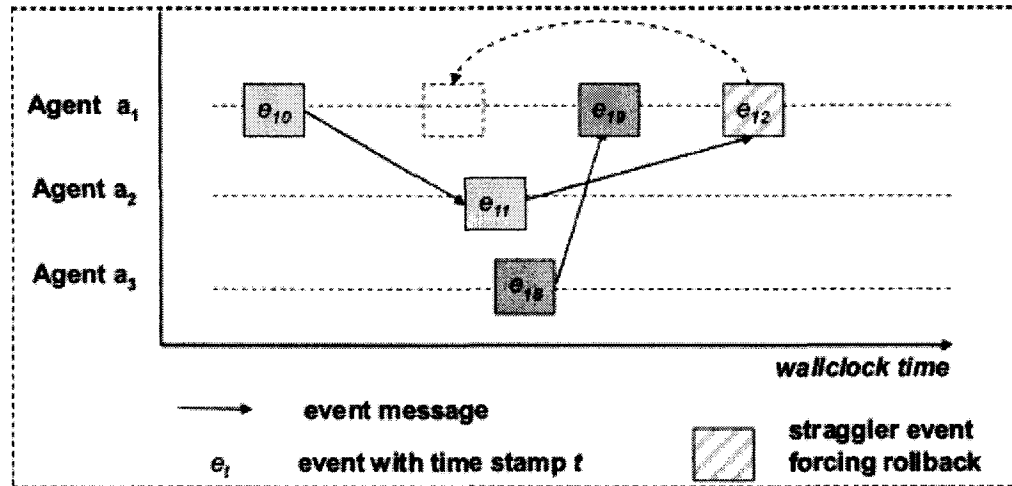 Agent a₁
e₁₀
e₁₉
e₁₂
Agent a₂
e₁₁
Agent a₃
e₁₈
wallclock time
event message
straggler event
forcing rollback
eₜ event with time stamp t